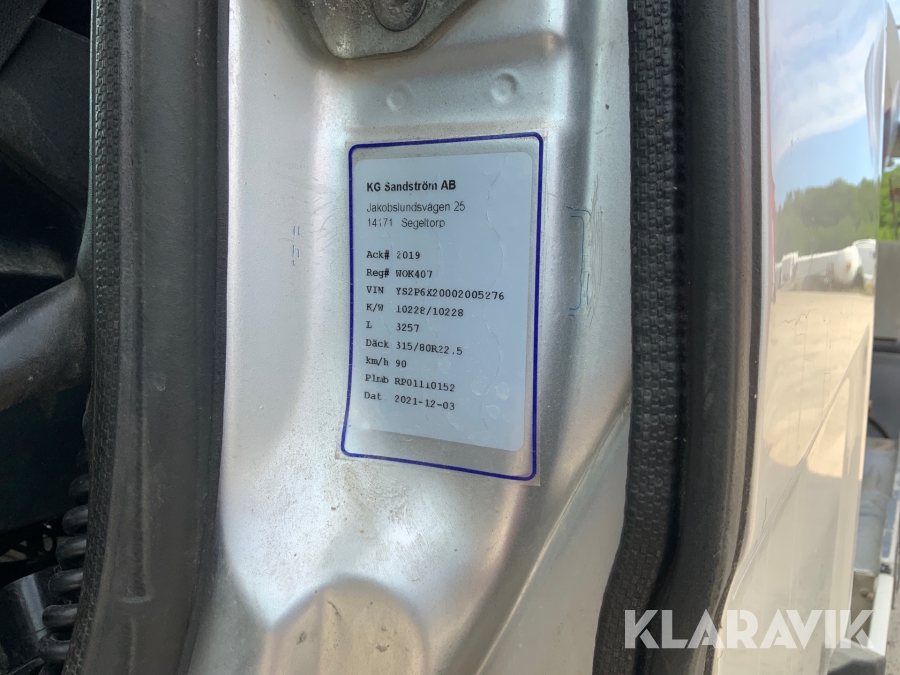 KG Sandström AB
Jakobslundsvägen 25
14171 Segeltorp
Ack# 2019
Reg# WOK407
VIN YS2P6X20002005276
K/W 10228/10228
L 3257
Däck 315/80R22.5
km/h 90
Plmb RP01110152
Dat 2021-12-03
KLARAVIK